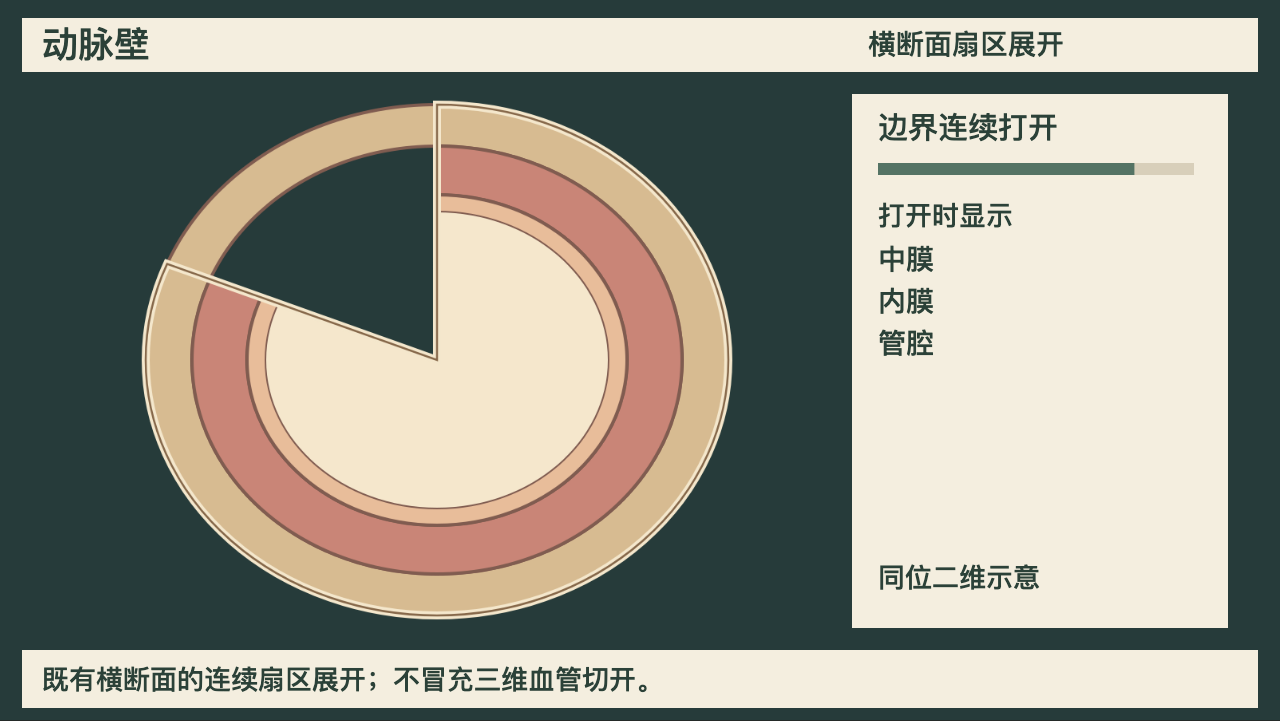 动脉壁
横断面扇区展开
边界连续打开
打开时显示
中膜
内膜
管腔
同位二维示意
既有横断面的连续扇区展开；不冒充三维血管切开。